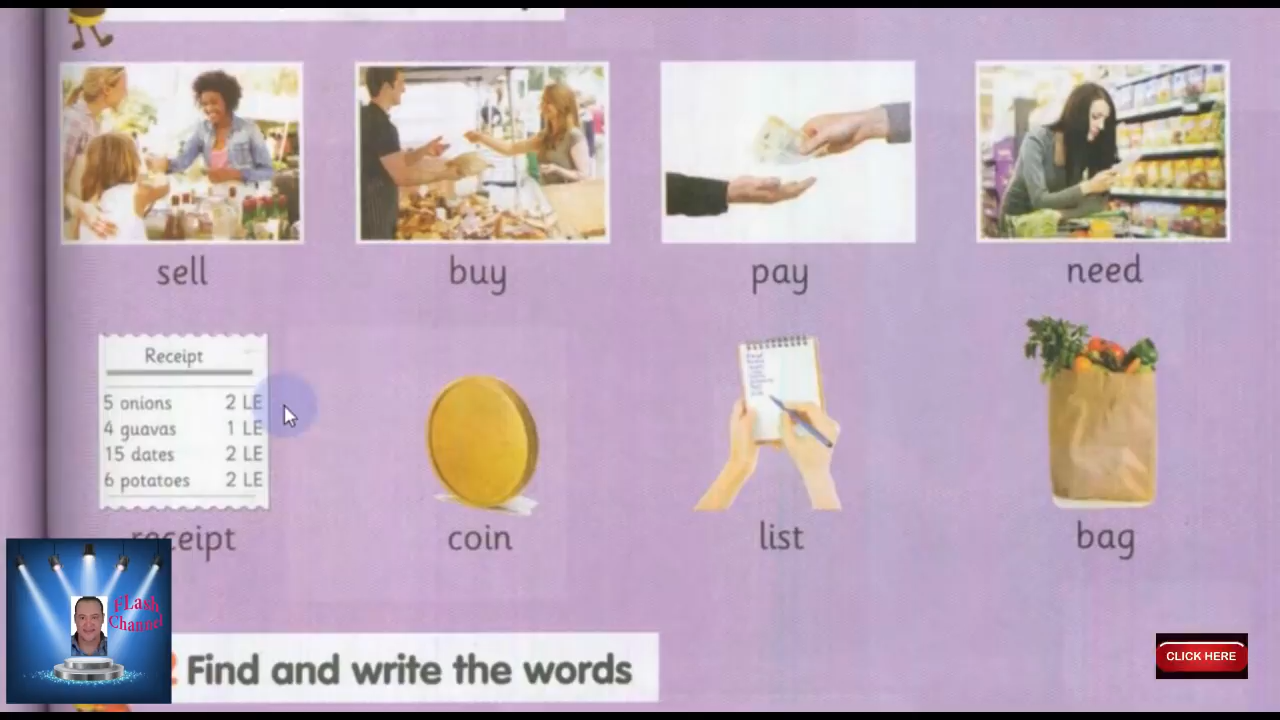 sell
buy
pay
need
Receipt
5 onions 2 LE
4 guavas 1 LE
15 dates 2 LE
6 potatoes 2 LE
receipt
coin
list
bag
FLash
Channel
Find and write the words
CLICK HERE